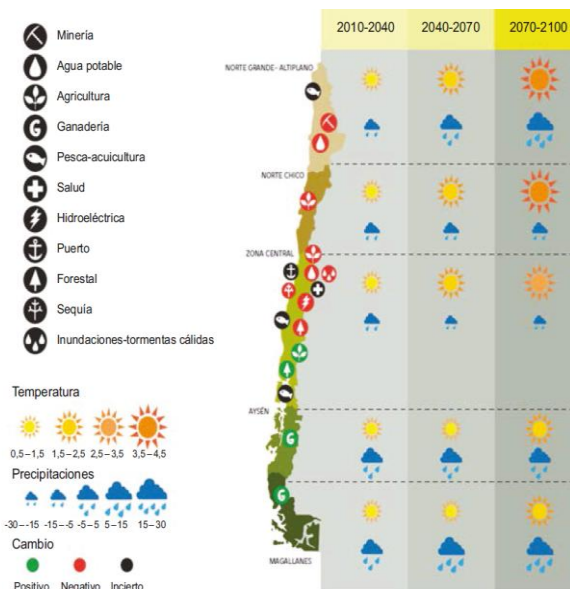 2010-2040 2040-2070 2070-2100
Minería
Agua potable
Agricultura
Ganadería
Pesca-acuicultura
Salud
Hidroeléctrica
Puerto
Forestal
Sequía
Inundaciones-tormentas cálidas
NORTE GRANDE- ALTIPLANO
NORTE CHICO
ZONA CENTRAL
AYSÉN
MAGALLANES
Temperatura
0,5–1,5 1,5–2,5 2,5–3,5 3,5–4,5
Precipitaciones
-30–-15 -15–-5 -5–5 5–15 15–30
Cambio
Positivo Negativo Incierto